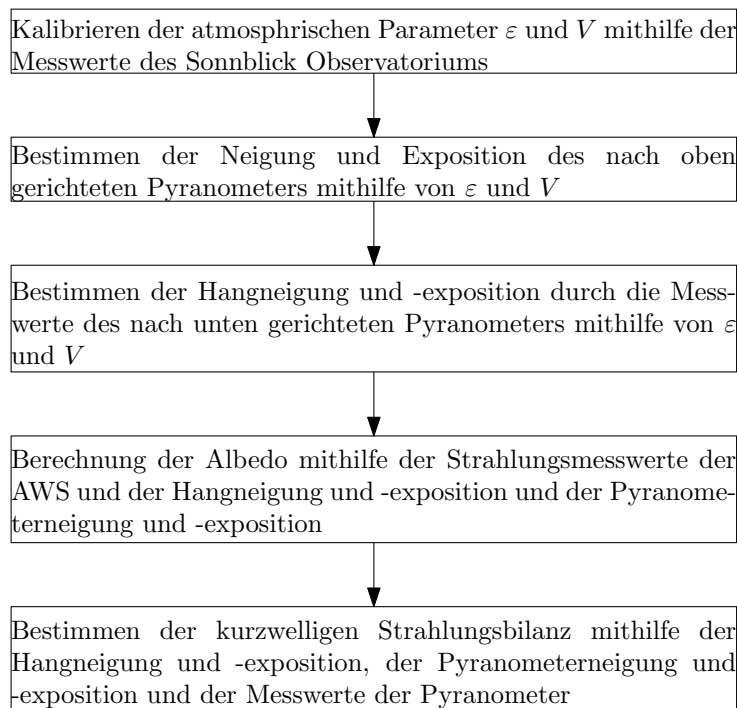 Kalibrieren der atmosphrischen Parameter ε und V mithilfe der
Messwerte des Sonnblick Observatoriums
Bestimmen der Neigung und Exposition des nach oben
gerichteten Pyranometers mithilfe von ε und V
Bestimmen der Hangneigung und -exposition durch die Mess-
werte des nach unten gerichteten Pyranometers mithilfe von ε
und V
Berechnung der Albedo mithilfe der Strahlungsmesswerte der
AWS und der Hangneigung und -exposition und der Pyranome-
terneigung und -exposition
Bestimmen der kurzwelligen Strahlungsbilanz mithilfe der
Hangneigung und -exposition, der Pyranometerneigung und
-exposition und der Messwerte der Pyranometer